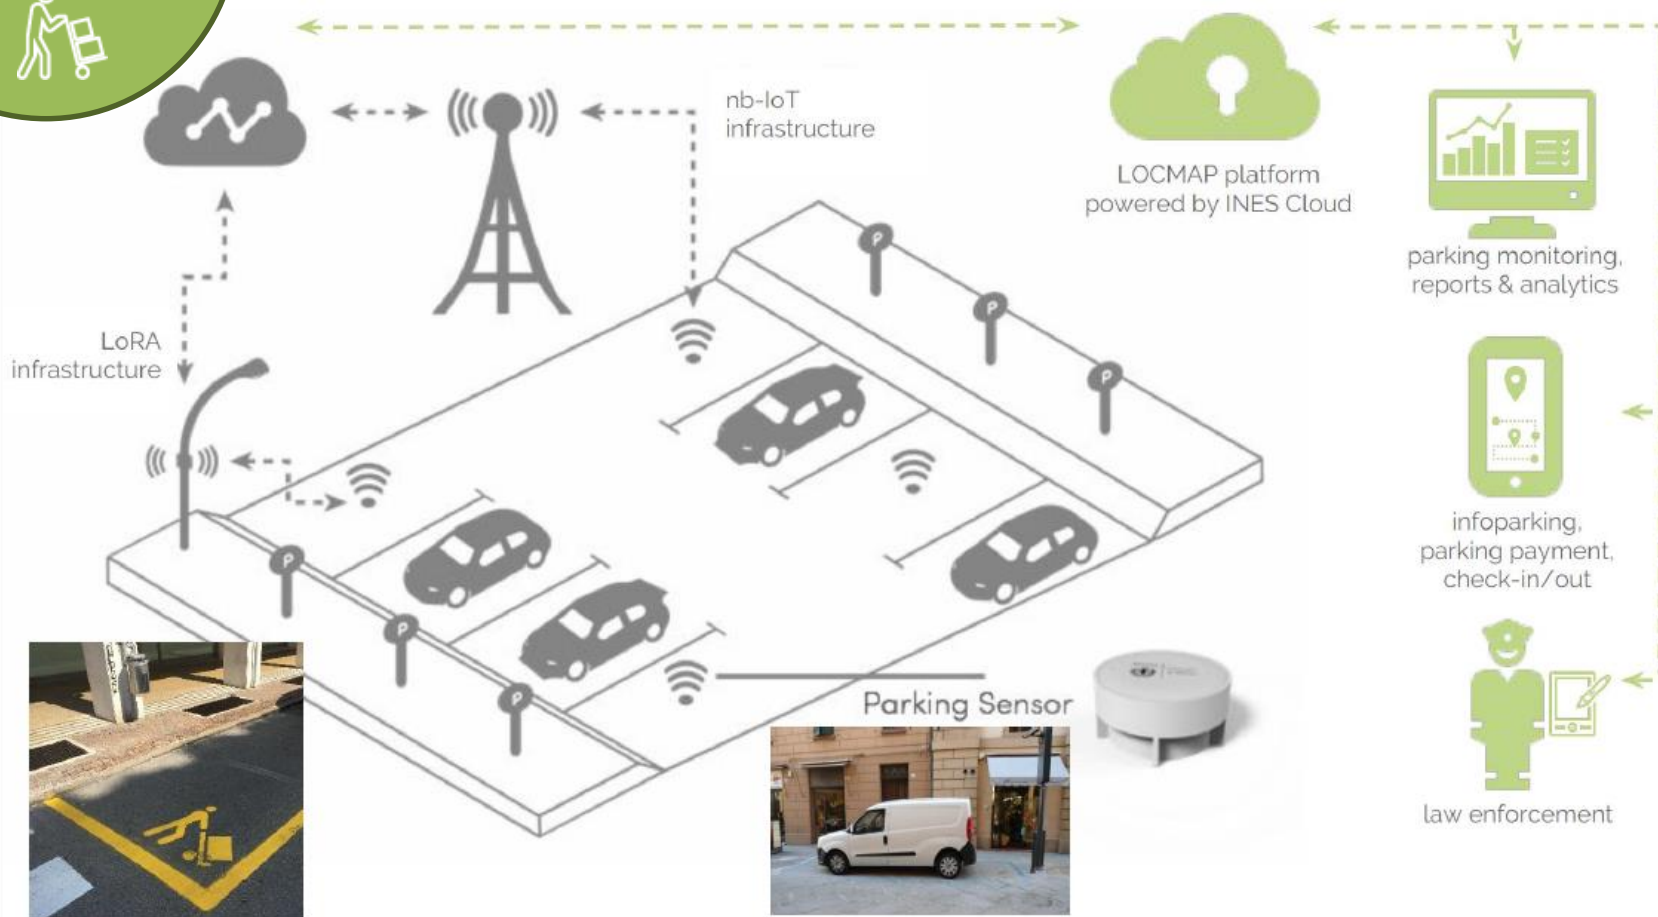 nb-IoT
infrastructure
LOCMAP platform
powered by INES Cloud
parking monitoring,
reports & analytics
LoRA
infrastructure
P
P
P
infoparking,
parking payment,
check-in/out
P
P
P
Parking Sensor
law enforcement